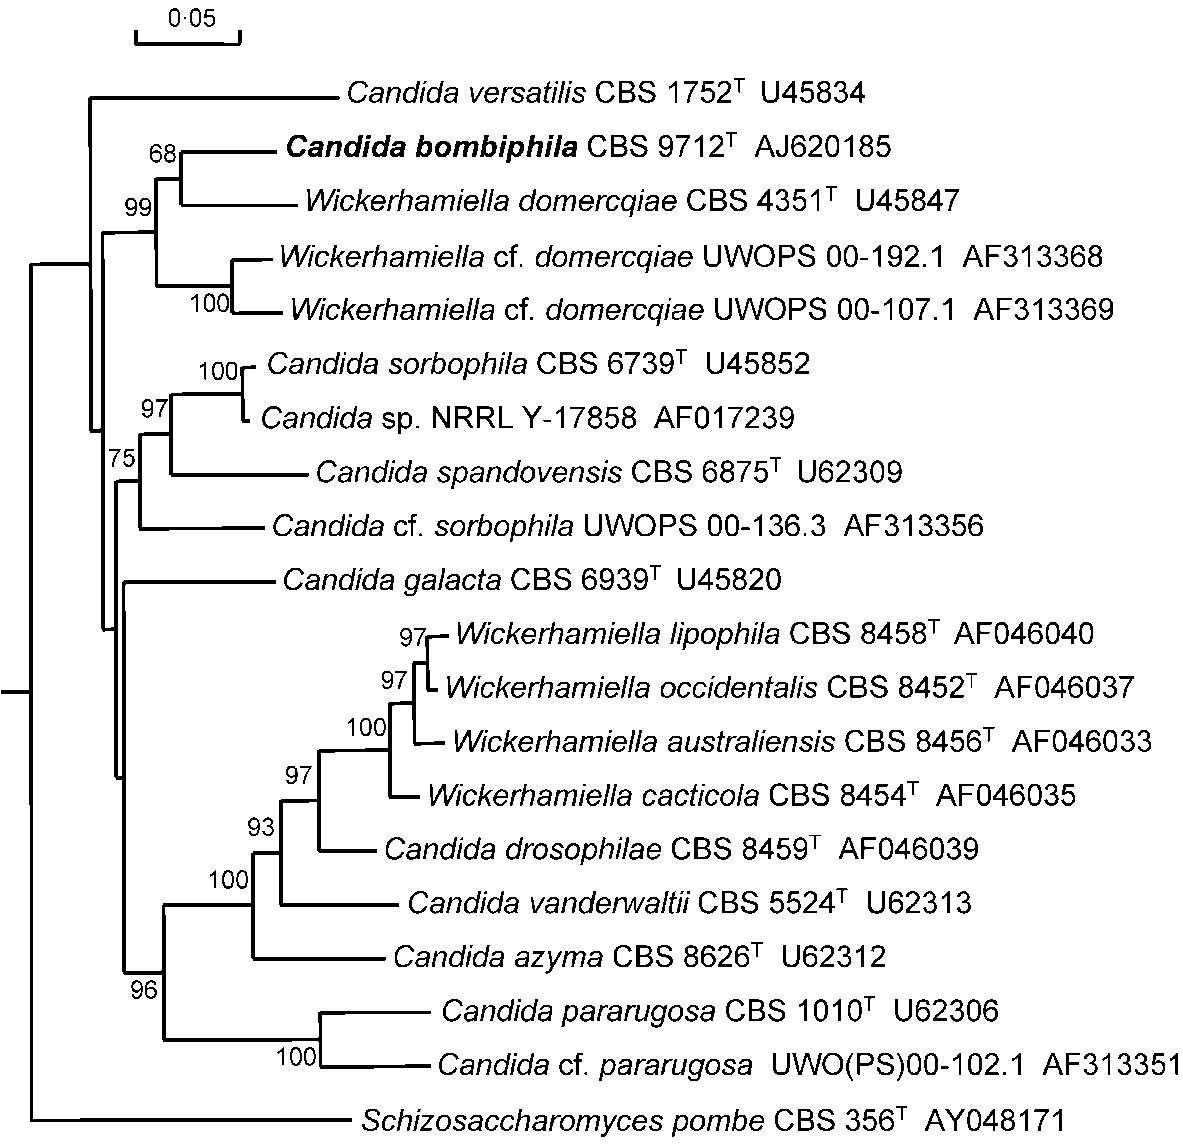 0·05
Candida versatilis CBS 1752ᵀ U45834
68 Candida bombiphila CBS 9712ᵀ AJ620185
99 Wickerhamiella domercqiae CBS 4351ᵀ U45847
Wickerhamiella cf. domercqiae UWOPS 00-192.1 AF313368
100 Wickerhamiella cf. domercqiae UWOPS 00-107.1 AF313369
100 Candida sorbophila CBS 6739ᵀ U45852
97 Candida sp. NRRL Y-17858 AF017239
75 Candida spandovensis CBS 6875ᵀ U62309
Candida cf. sorbophila UWOPS 00-136.3 AF313356
Candida galacta CBS 6939ᵀ U45820
97 Wickerhamiella lipophila CBS 8458ᵀ AF046040
97 Wickerhamiella occidentalis CBS 8452ᵀ AF046037
100 Wickerhamiella australiensis CBS 8456ᵀ AF046033
97 Wickerhamiella cacticola CBS 8454ᵀ AF046035
93 Candida drosophilae CBS 8459ᵀ AF046039
100 Candida vanderwaltii CBS 5524ᵀ U62313
Candida azyma CBS 8626ᵀ U62312
96 Candida pararugosa CBS 1010ᵀ U62306
100 Candida cf. pararugosa UWO(PS)00-102.1 AF313351
Schizosaccharomyces pombe CBS 356ᵀ AY048171